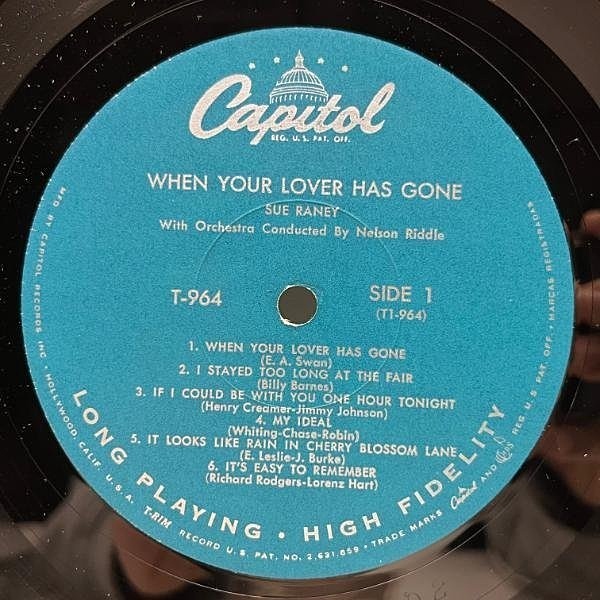 Capitol
REG. U.S. PAT. OFF.
WHEN YOUR LOVER HAS GONE
SUE RANEY
With Orchestra Conducted By Nelson Riddle
T-964
SIDE 1
(T1-964)
1. WHEN YOUR LOVER HAS GONE
(E. A. Swan)
2. I STAYED TOO LONG AT THE FAIR
(Billy Barnes)
3. IF I COULD BE WITH YOU ONE HOUR TONIGHT
(Henry Creamer-Jimmy Johnson)
4. MY IDEAL
(Whiting-Chase-Robin)
5. IT LOOKS LIKE RAIN IN CHERRY BLOSSOM LANE
(E. Leslie-J. Burke)
6. IT'S EASY TO REMEMBER
(Richard Rodgers-Lorenz Hart)
LONG PLAYING • HIGH FIDELITY
MFG. BY CAPITOL RECORDS, INC. • HOLLYWOOD, CALIF. U.S.A. T-RIM RECORD U.S. PAT. NO. 2,631,859 • TRADE MARKS Capitol AND REG U.S. PAT. OFF. • MARCAS REGISTRADAS